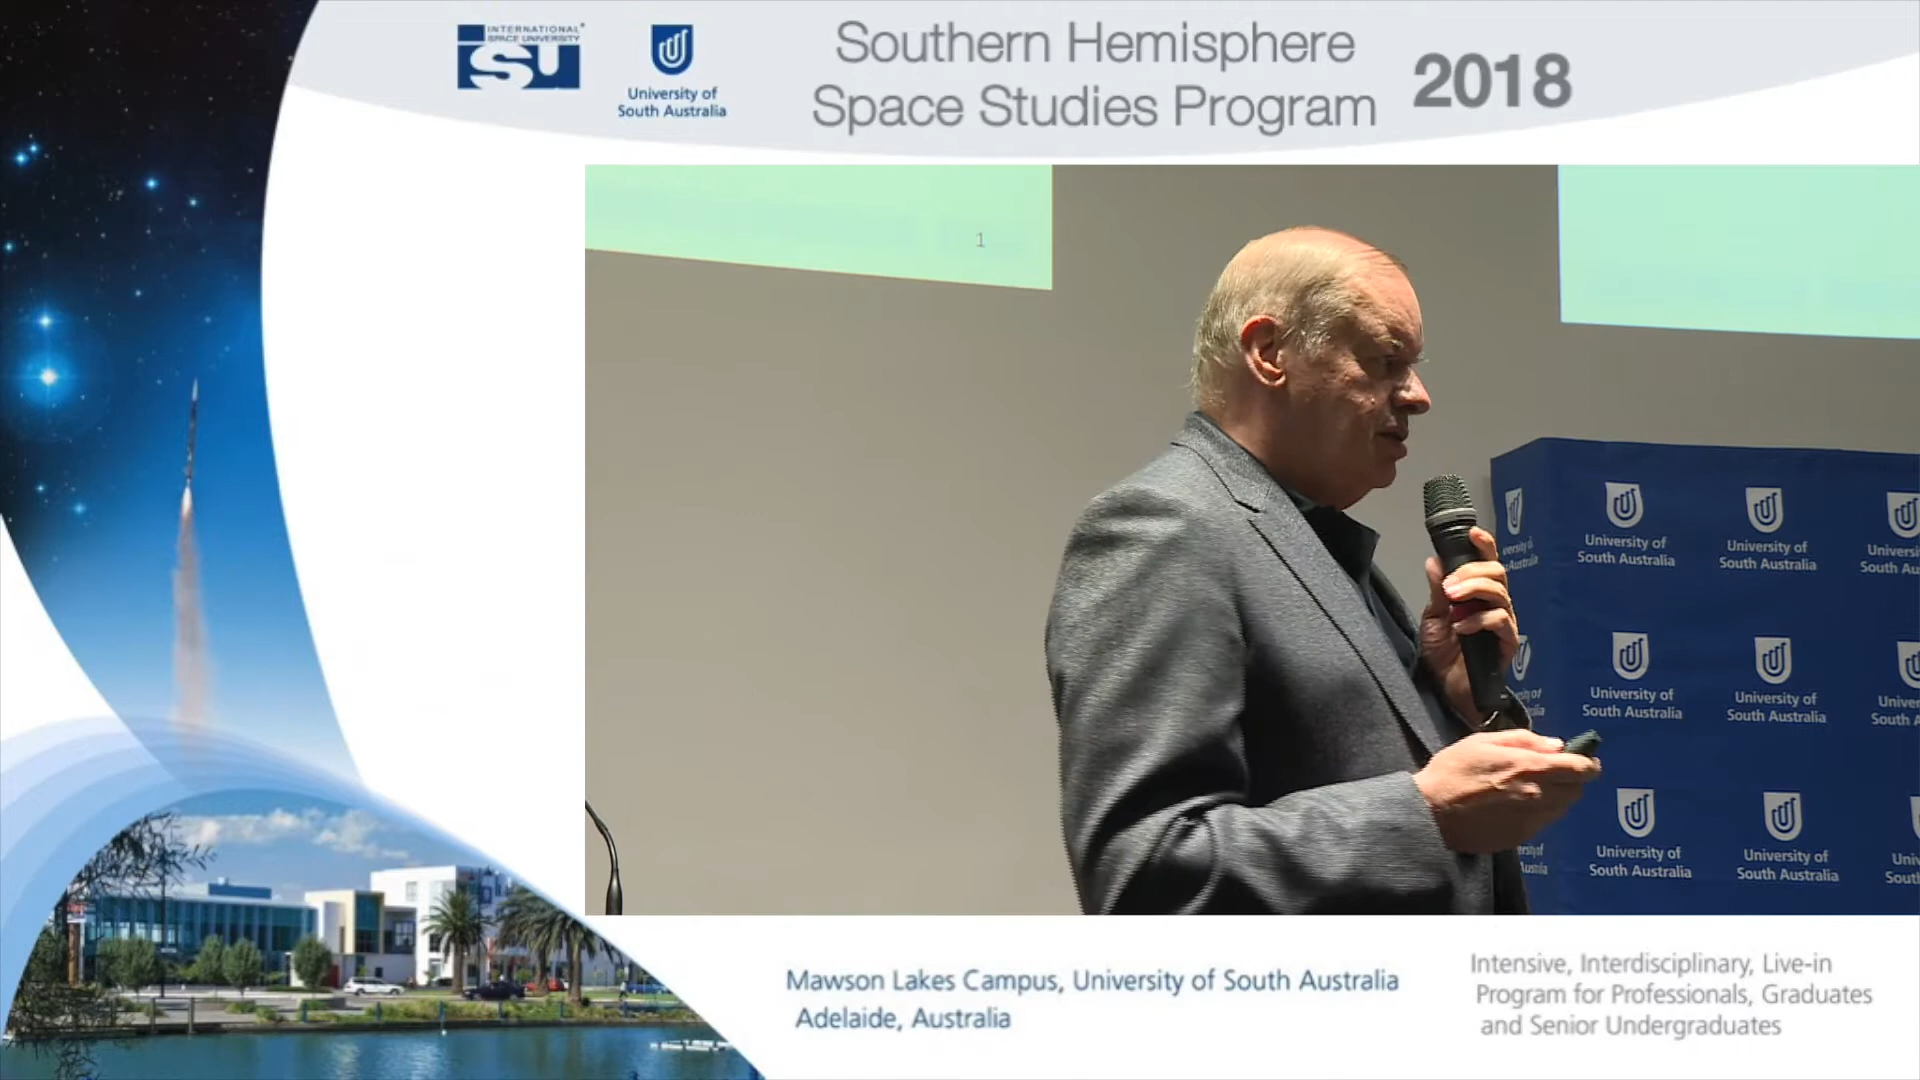 INTERNATIONAL
SPACE UNIVERSITY
isu
University of
South Australia
Southern Hemisphere
Space Studies Program
2018
1
University of
South Australia
University of
South Australia
University of
South Australia
University of
South Australia
University of
South Australia
University of
South Australia
Mawson Lakes Campus, University of South Australia
Adelaide, Australia
Intensive, Interdisciplinary, Live-in
Program for Professionals, Graduates
and Senior Undergraduates